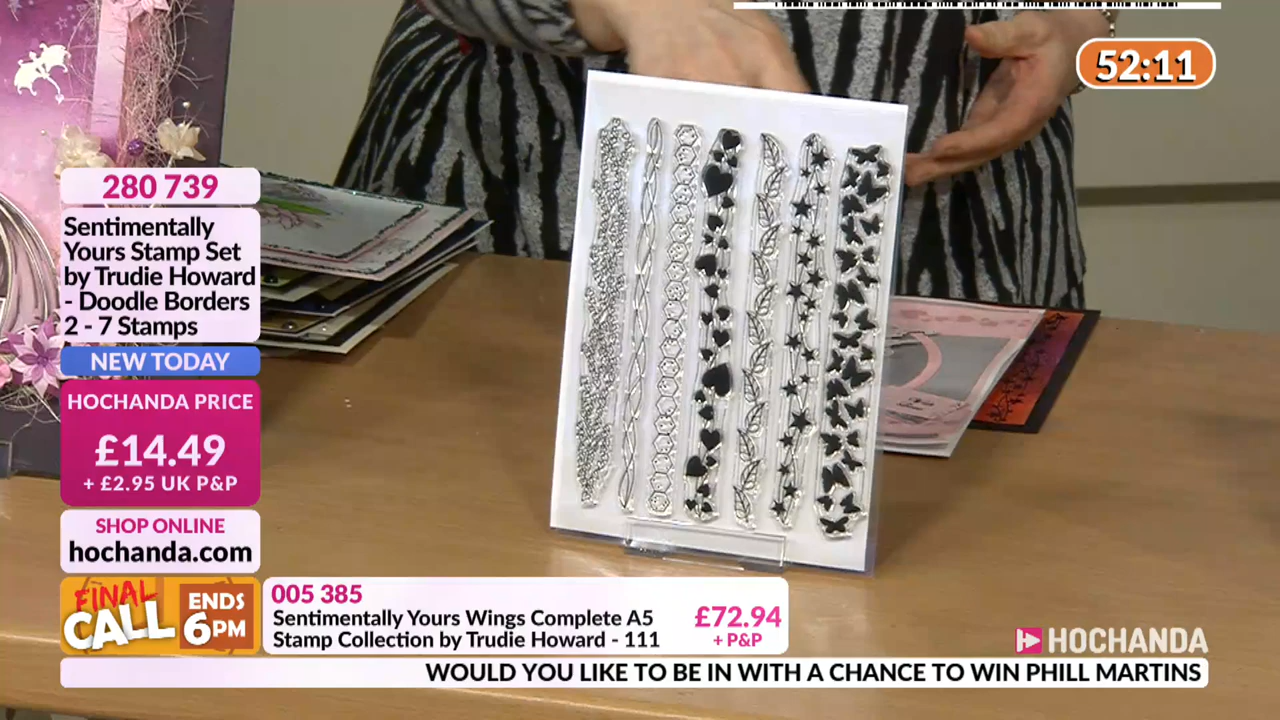 52:11
280 739
Sentimentally
Yours Stamp Set
by Trudie Howard
- Doodle Borders
2 - 7 Stamps
NEW TODAY
HOCHANDA PRICE
£14.49
+ £2.95 UK P&P
SHOP ONLINE
hochanda.com
FINAL
CALL
ENDS
6PM
005 385
Sentimentally Yours Wings Complete A5
Stamp Collection by Trudie Howard - 111
£72.94
+ P&P
HOCHANDA
WOULD YOU LIKE TO BE IN WITH A CHANCE TO WIN PHILL MARTINS